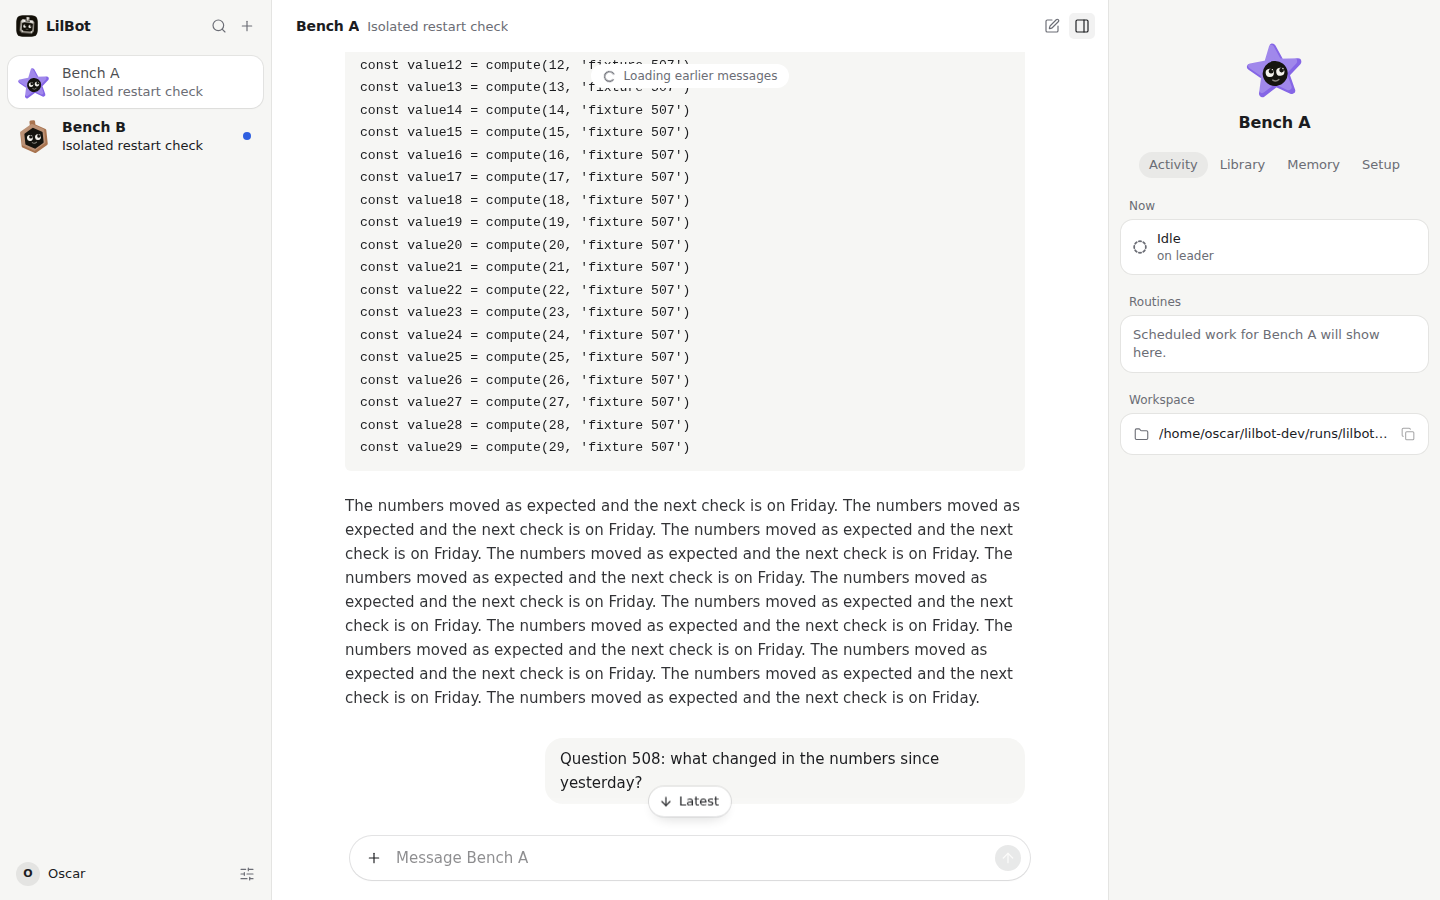 LilBot
Bench A
Isolated restart check
Bench B
Isolated restart check
O
Oscar
Bench A Isolated restart check
const value12 = compute(12, 'fixture 507')
Loading earlier messages
const value13 = compute(13, 'fixture 507')
const value14 = compute(14, 'fixture 507')
const value15 = compute(15, 'fixture 507')
const value16 = compute(16, 'fixture 507')
const value17 = compute(17, 'fixture 507')
const value18 = compute(18, 'fixture 507')
const value19 = compute(19, 'fixture 507')
const value20 = compute(20, 'fixture 507')
const value21 = compute(21, 'fixture 507')
const value22 = compute(22, 'fixture 507')
const value23 = compute(23, 'fixture 507')
const value24 = compute(24, 'fixture 507')
const value25 = compute(25, 'fixture 507')
const value26 = compute(26, 'fixture 507')
const value27 = compute(27, 'fixture 507')
const value28 = compute(28, 'fixture 507')
const value29 = compute(29, 'fixture 507')
The numbers moved as expected and the next check is on Friday. The numbers moved as
expected and the next check is on Friday. The numbers moved as expected and the next
check is on Friday. The numbers moved as expected and the next check is on Friday. The
numbers moved as expected and the next check is on Friday. The numbers moved as
expected and the next check is on Friday. The numbers moved as expected and the next
check is on Friday. The numbers moved as expected and the next check is on Friday. The
numbers moved as expected and the next check is on Friday. The numbers moved as
expected and the next check is on Friday. The numbers moved as expected and the next
check is on Friday. The numbers moved as expected and the next check is on Friday.
Question 508: what changed in the numbers since
yesterday?
Latest
Message Bench A
Bench A
Activity Library Memory Setup
Now
Idle
on leader
Routines
Scheduled work for Bench A will show
here.
Workspace
/home/oscar/lilbot-dev/runs/lilbot…